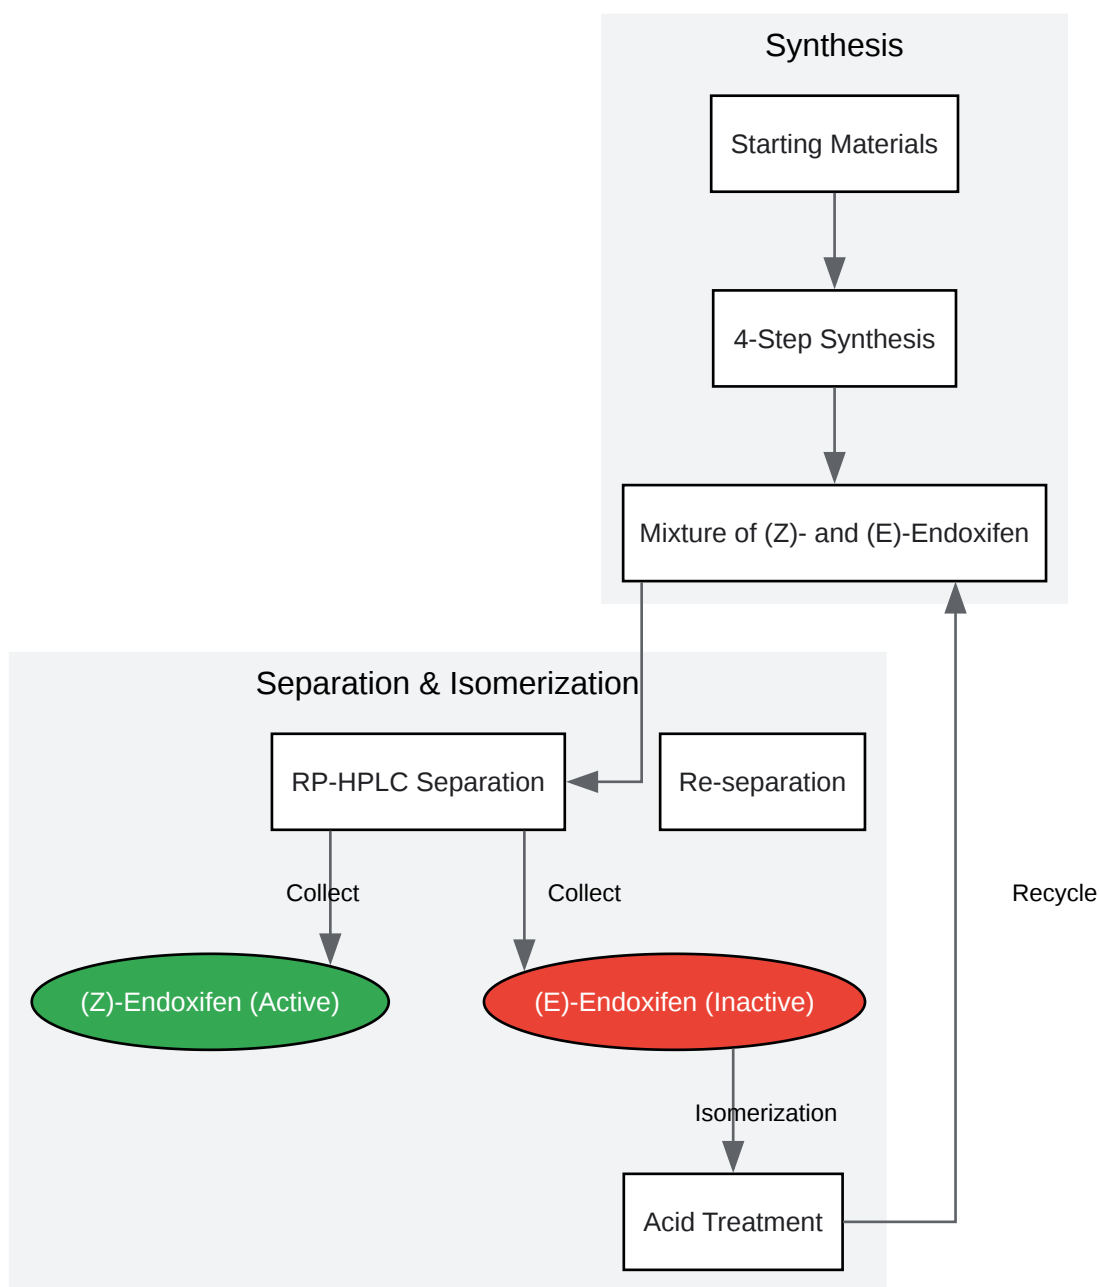 Synthesis
Starting Materials
4-Step Synthesis
Mixture of (Z)- and (E)-Endoxifen
Separation & Isomerization
RP-HPLC Separation
Re-separation
Collect
Collect
Recycle
(Z)-Endoxifen (Active)
(E)-Endoxifen (Inactive)
Isomerization
Acid Treatment